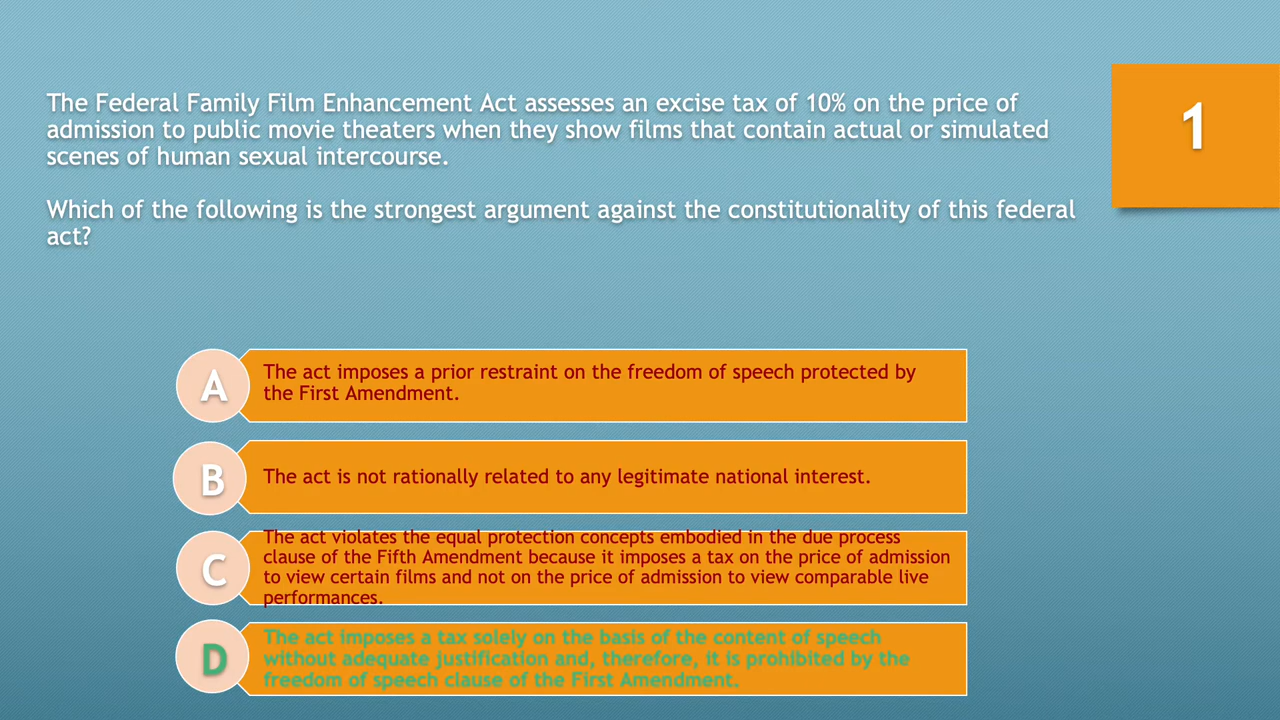 The Federal Family Film Enhancement Act assesses an excise tax of 10% on the price of
admission to public movie theaters when they show films that contain actual or simulated
scenes of human sexual intercourse.
Which of the following is the strongest argument against the constitutionality of this federal
act?
1
A
The act imposes a prior restraint on the freedom of speech protected by
the First Amendment.
B
The act is not rationally related to any legitimate national interest.
C
The act violates the equal protection concepts embodied in the due process
clause of the Fifth Amendment because it imposes a tax on the price of admission
to view certain films and not on the price of admission to view comparable live
performances.
D
The act imposes a tax solely on the basis of the content of speech
without adequate justification and, therefore, it is prohibited by the
freedom of speech clause of the First Amendment.